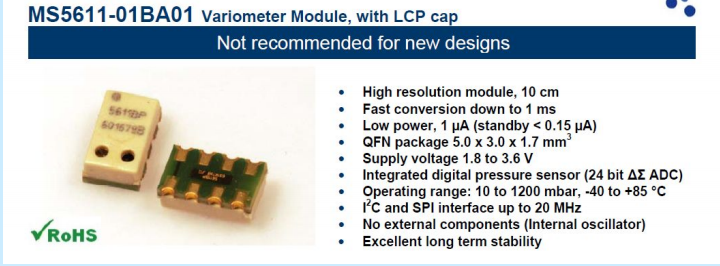 MS5611-01BA01 Variometer Module, with LCP cap
Not recommended for new designs
5611BP
• High resolution module, 10 cm
• Fast conversion down to 1 ms
• Low power, 1 µA (standby < 0.15 µA)
• QFN package 5.0 x 3.0 x 1.7 mm³
• Supply voltage 1.8 to 3.6 V
• Integrated digital pressure sensor (24 bit ΔΣ ADC)
• Operating range: 10 to 1200 mbar, -40 to +85 °C
• I²C and SPI interface up to 20 MHz
• No external components (Internal oscillator)
• Excellent long term stability
√RoHS